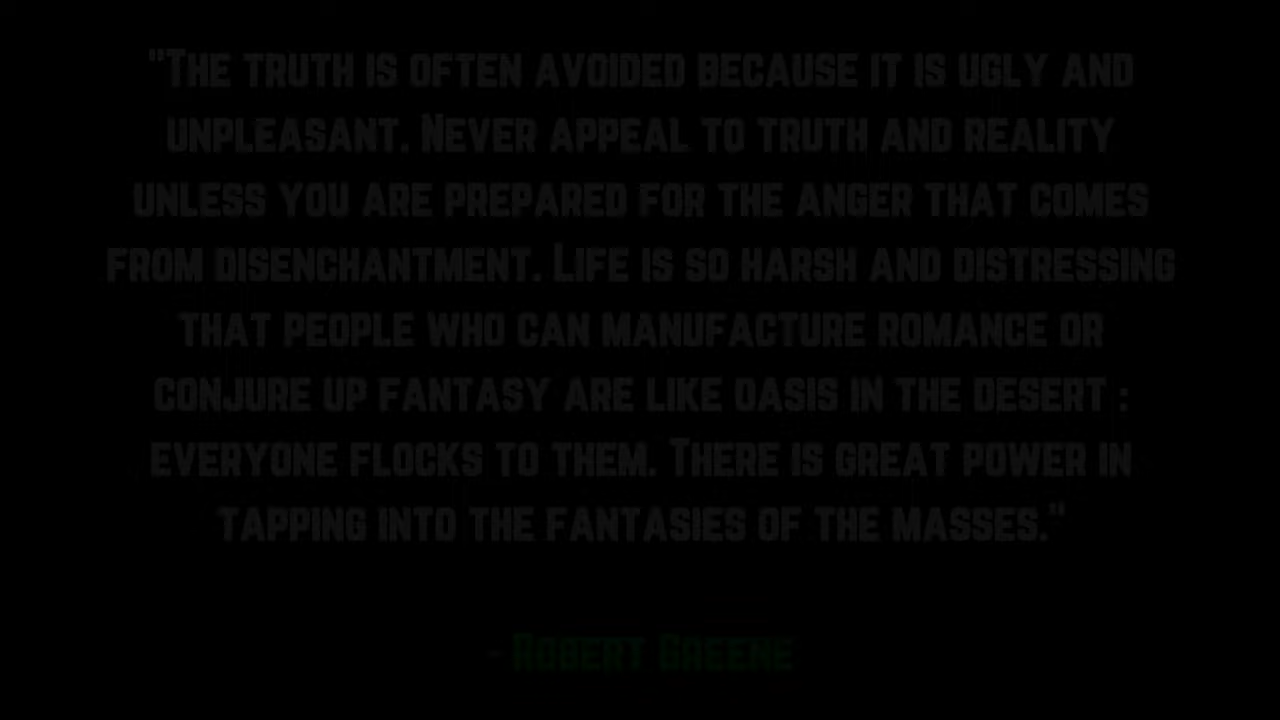 "The truth is often avoided because it is ugly and
unpleasant. Never appeal to truth and reality
unless you are prepared for the anger that comes
from disenchantment. Life is so harsh and distressing
that people who can manufacture romance or
conjure up fantasy are like oasis in the desert :
everyone flocks to them. There is great power in
tapping into the fantasies of the masses."
- Robert Greene